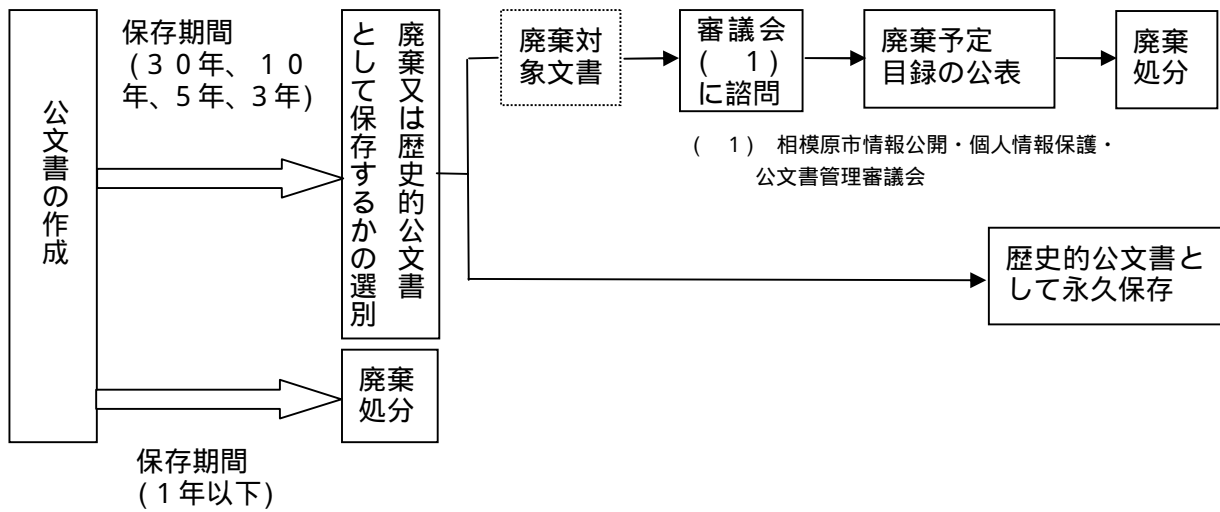 公文書の作成
保存期間
(３０年、１０
年、5年、3年)
廃棄又は歴史的公文書
として保存するかの選別
廃棄対
象文書
審議会
(　1)
に諮問
廃棄予定
目録の公表
廃棄
処分
(　1)　相模原市情報公開・個人情報保護・
公文書管理審議会
歴史的公文書と
して永久保存
廃棄
処分
保存期間
(１年以下)